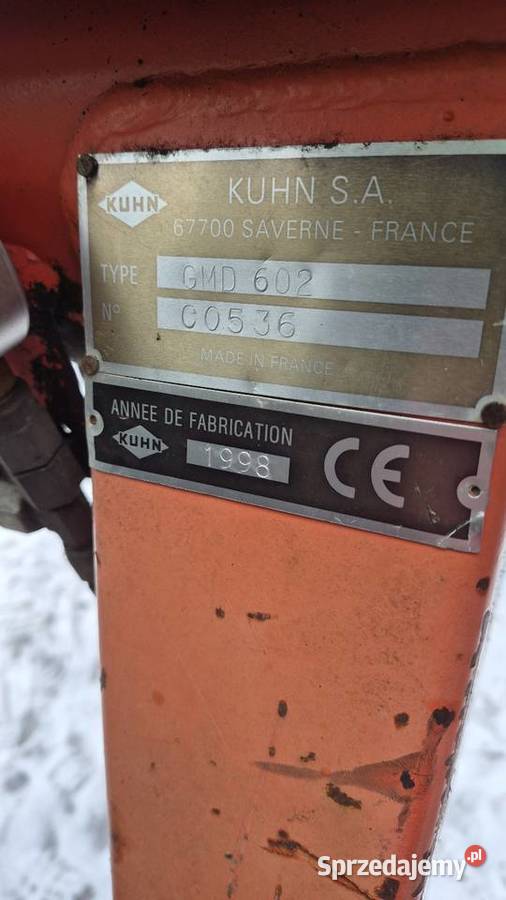 KUHN
KUHN S.A.
67700 SAVERNE - FRANCE
TYPE GMD 602
N° C0536
MADE IN FRANCE
ANNEE DE FABRICATION
KUHN 1998 CE
Sprzedajemy.pl